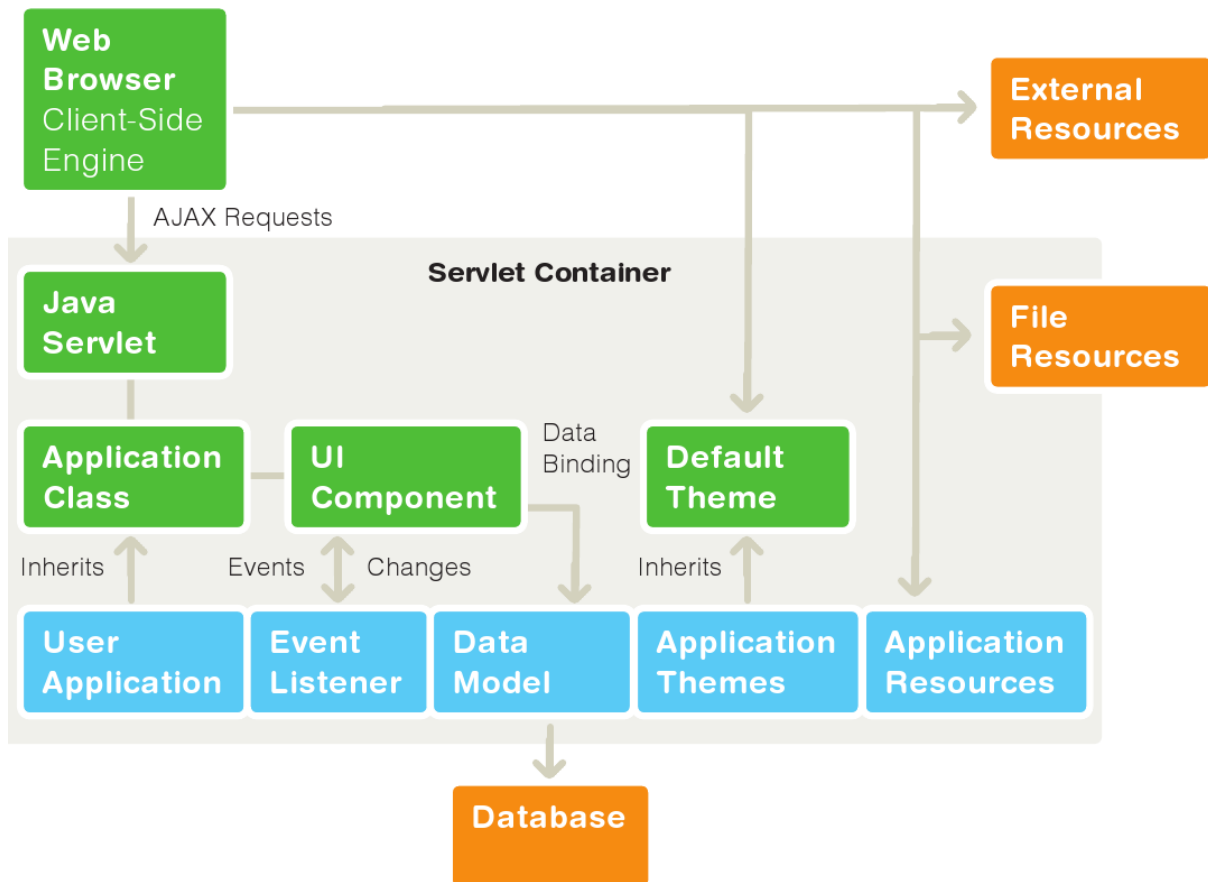 Web
Browser
Client-Side
Engine
External
Resources
AJAX Requests
Servlet Container
Java
Servlet
File
Resources
Application
Class
UI
Component
Data
Binding
Default
Theme
Inherits
Events
Changes
Inherits
User
Application
Event
Listener
Data
Model
Application
Themes
Application
Resources
Database